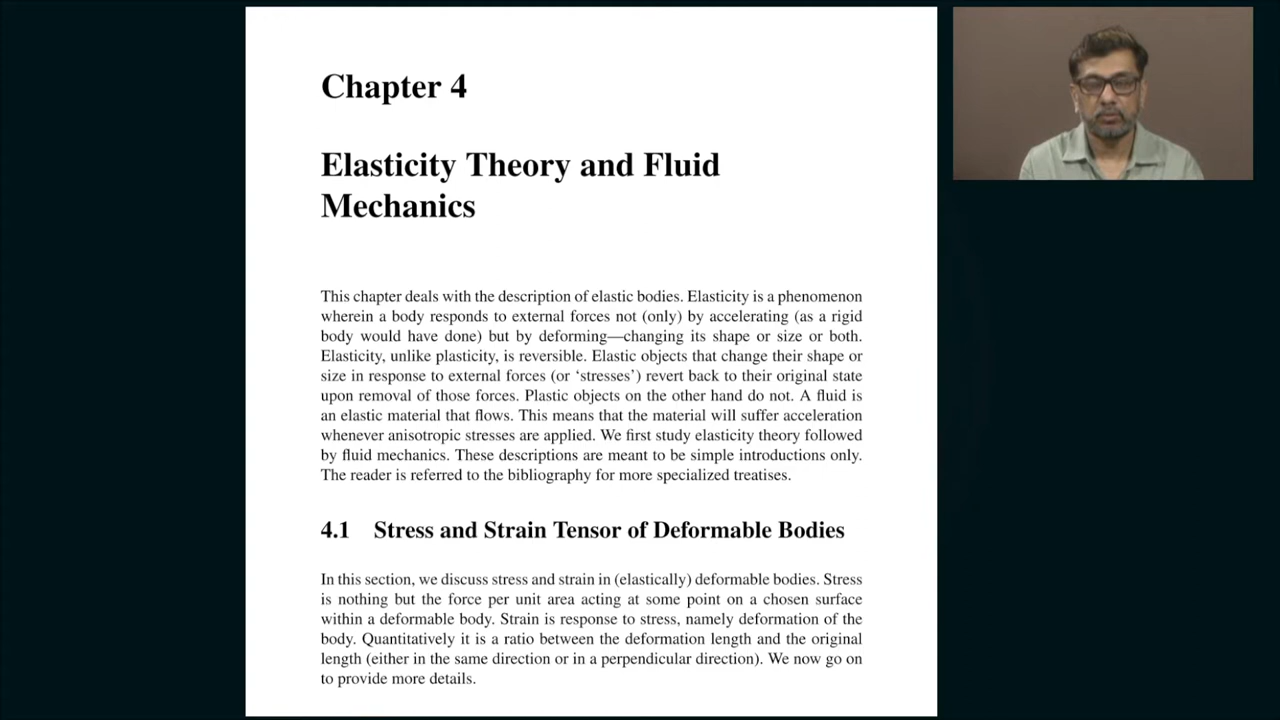 Chapter 4
Elasticity Theory and Fluid
Mechanics
This chapter deals with the description of elastic bodies. Elasticity is a phenomenon
wherein a body responds to external forces not (only) by accelerating (as a rigid
body would have done) but by deforming—changing its shape or size or both.
Elasticity, unlike plasticity, is reversible. Elastic objects that change their shape or
size in response to external forces (or ‘stresses’) revert back to their original state
upon removal of those forces. Plastic objects on the other hand do not. A fluid is
an elastic material that flows. This means that the material will suffer acceleration
whenever anisotropic stresses are applied. We first study elasticity theory followed
by fluid mechanics. These descriptions are meant to be simple introductions only.
The reader is referred to the bibliography for more specialized treatises.
4.1 Stress and Strain Tensor of Deformable Bodies
In this section, we discuss stress and strain in (elastically) deformable bodies. Stress
is nothing but the force per unit area acting at some point on a chosen surface
within a deformable body. Strain is response to stress, namely deformation of the
body. Quantitatively it is a ratio between the deformation length and the original
length (either in the same direction or in a perpendicular direction). We now go on
to provide more details.